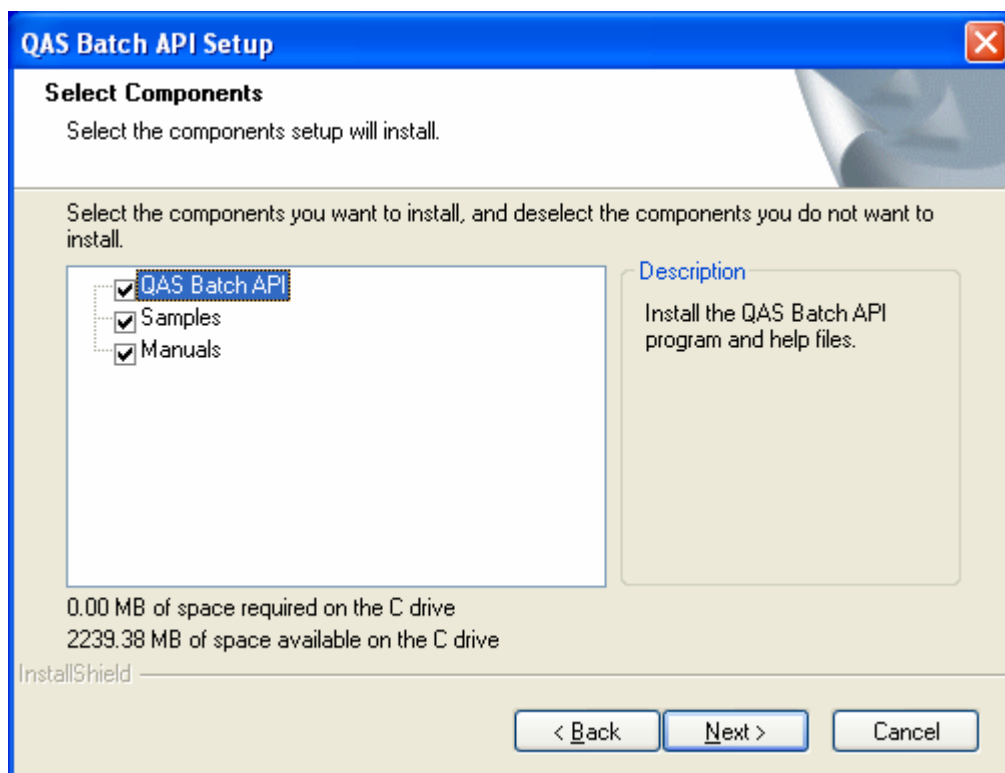 QAS Batch API Setup
Select Components
Select the components setup will install.
Select the components you want to install, and deselect the components you do not want to
install.
QAS Batch API
Samples
Manuals
Description
Install the QAS Batch API
program and help files.
0.00 MB of space required on the C drive
2239.38 MB of space available on the C drive
InstallShield
< Back
Next >
Cancel